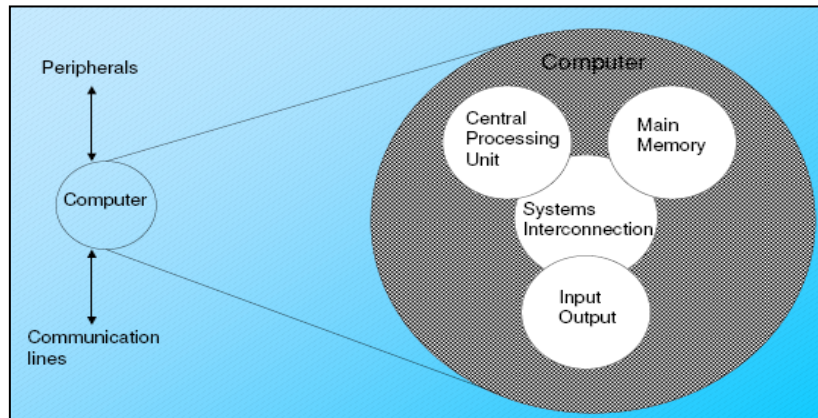 Peripherals
Computer
Communication
lines
Computer
Central
Processing
Unit
Main
Memory
Systems
Interconnection
Input
Output